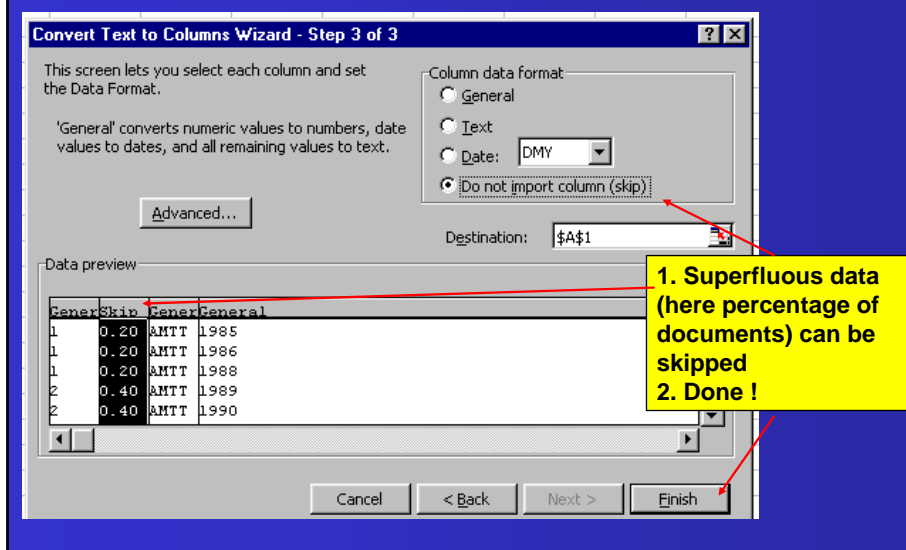 Convert Text to Columns Wizard - Step 3 of 3
This screen lets you select each column and set
the Data Format.
'General' converts numeric values to numbers, date
values to dates, and all remaining values to text.
Advanced...
Column data format
General
Text
Date: DMY
Do not import column (skip)
Destination: $A$1
Data preview
Gener Skip Gener General
1 0.20 AMTT 1985
1 0.20 AMTT 1986
1 0.20 AMTT 1988
2 0.40 AMTT 1989
2 0.40 AMTT 1990
1. Superfluous data
(here percentage of
documents) can be
skipped
2. Done !
Cancel < Back Next > Finish